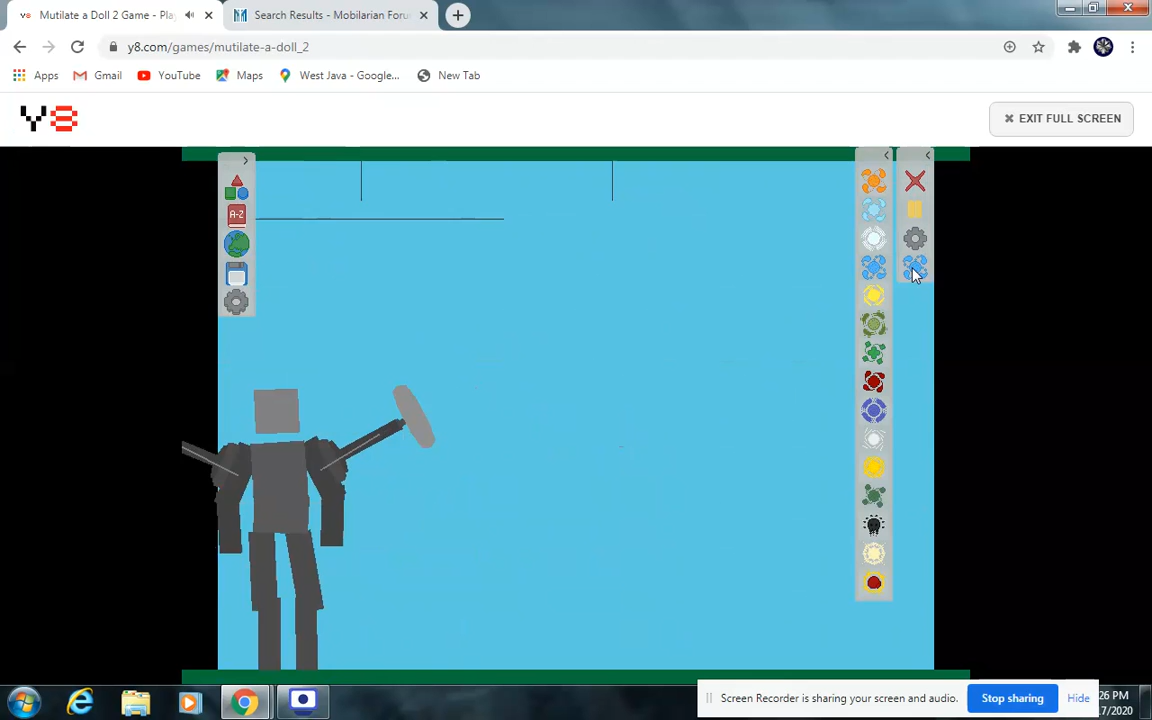 Y8 Mutilate a Doll 2 Game - Pla
Search Results - Mobilarian Foru
y8.com/games/mutilate-a-doll_2
Apps Gmail YouTube Maps West Java - Google... New Tab
Y8
EXIT FULL SCREEN
A-Z
Screen Recorder is sharing your screen and audio.
Stop sharing
Hide
26 PM
7/2020